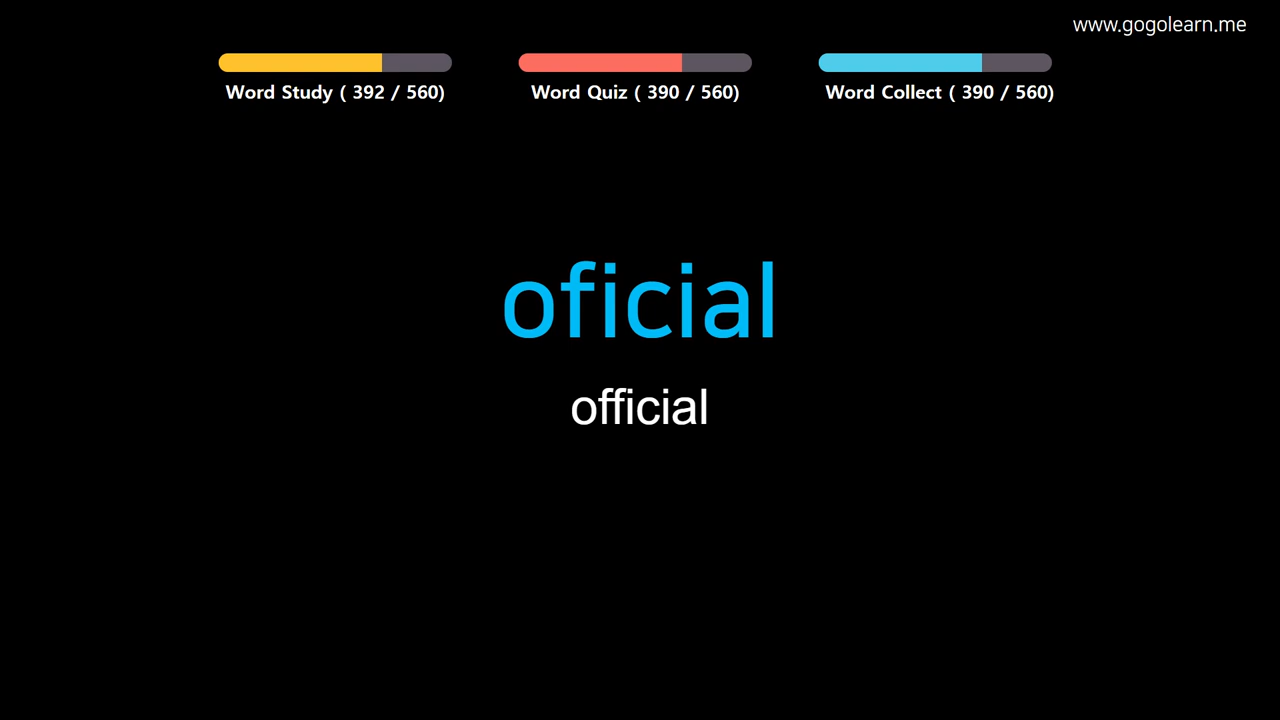 www.gogolearn.me
Word Study ( 392 / 560)
Word Quiz ( 390 / 560)
Word Collect ( 390 / 560)
oficial
official